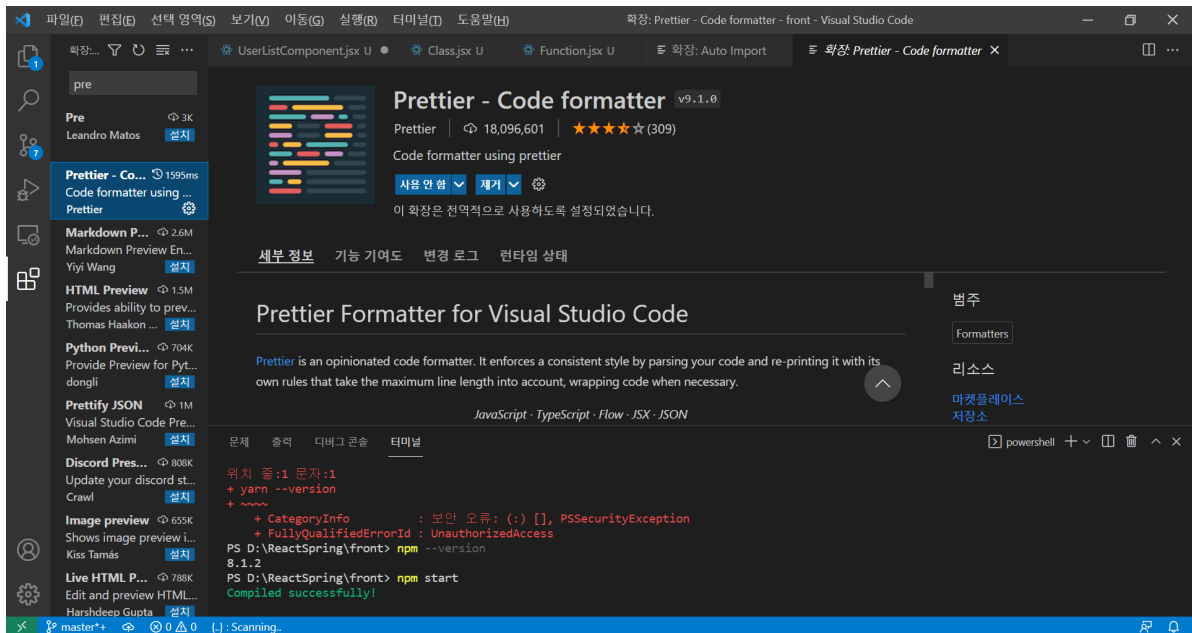 파일(F) 편집(E) 선택 영역(S) 보기(V) 이동(G) 실행(R) 터미널(T) 도움말(H) 확장: Prettier - Code formatter - front - Visual Studio Code
확장:... UserListComponent.jsx U Class.jsx U Function.jsx U 확장: Auto Import 확장: Prettier - Code formatter
1
7
pre
Pre 3K
Leandro Matos 설치
Prettier - Co... 1595ms
Code formatter using ...
Prettier
Markdown P... 2.6M
Markdown Preview En...
Yiyi Wang 설치
HTML Preview 1.5M
Provides ability to prev...
Thomas Haakon ... 설치
Python Previ... 704K
Provide Preview for Pyt...
dongli 설치
Prettify JSON 1M
Visual Studio Code Pre...
Mohsen Azimi 설치
Discord Pres... 808K
Update your discord st...
Crawl 설치
Image preview 655K
Shows image preview i...
Kiss Tamás 설치
Live HTML P... 788K
Edit and preview HTML...
Harshdeep Gupta 설치
Prettier - Code formatter v9.1.0
Prettier 18,096,601 (309)
Code formatter using prettier
사용 안 함 제거
이 확장은 전역적으로 사용하도록 설정되었습니다.
세부 정보 기능 기여도 변경 로그 런타임 상태
Prettier Formatter for Visual Studio Code
Prettier is an opinionated code formatter. It enforces a consistent style by parsing your code and re-printing it with its
own rules that take the maximum line length into account, wrapping code when necessary.
JavaScript · TypeScript · Flow · JSX · JSON
범주
Formatters
리소스
마켓플레이스
저장소
문제 출력 디버그 콘솔 터미널 powershell
위치 줄:1 문자:1
+ yarn --version
+ ~~~~
+ CategoryInfo : 보안 오류: (:) [], PSSecurityException
+ FullyQualifiedErrorId : UnauthorizedAccess
PS D:\ReactSpring\front> npm --version
8.1.2
PS D:\ReactSpring\front> npm start
Compiled successfully!
master*+ 0 0 {..} : Scanning..